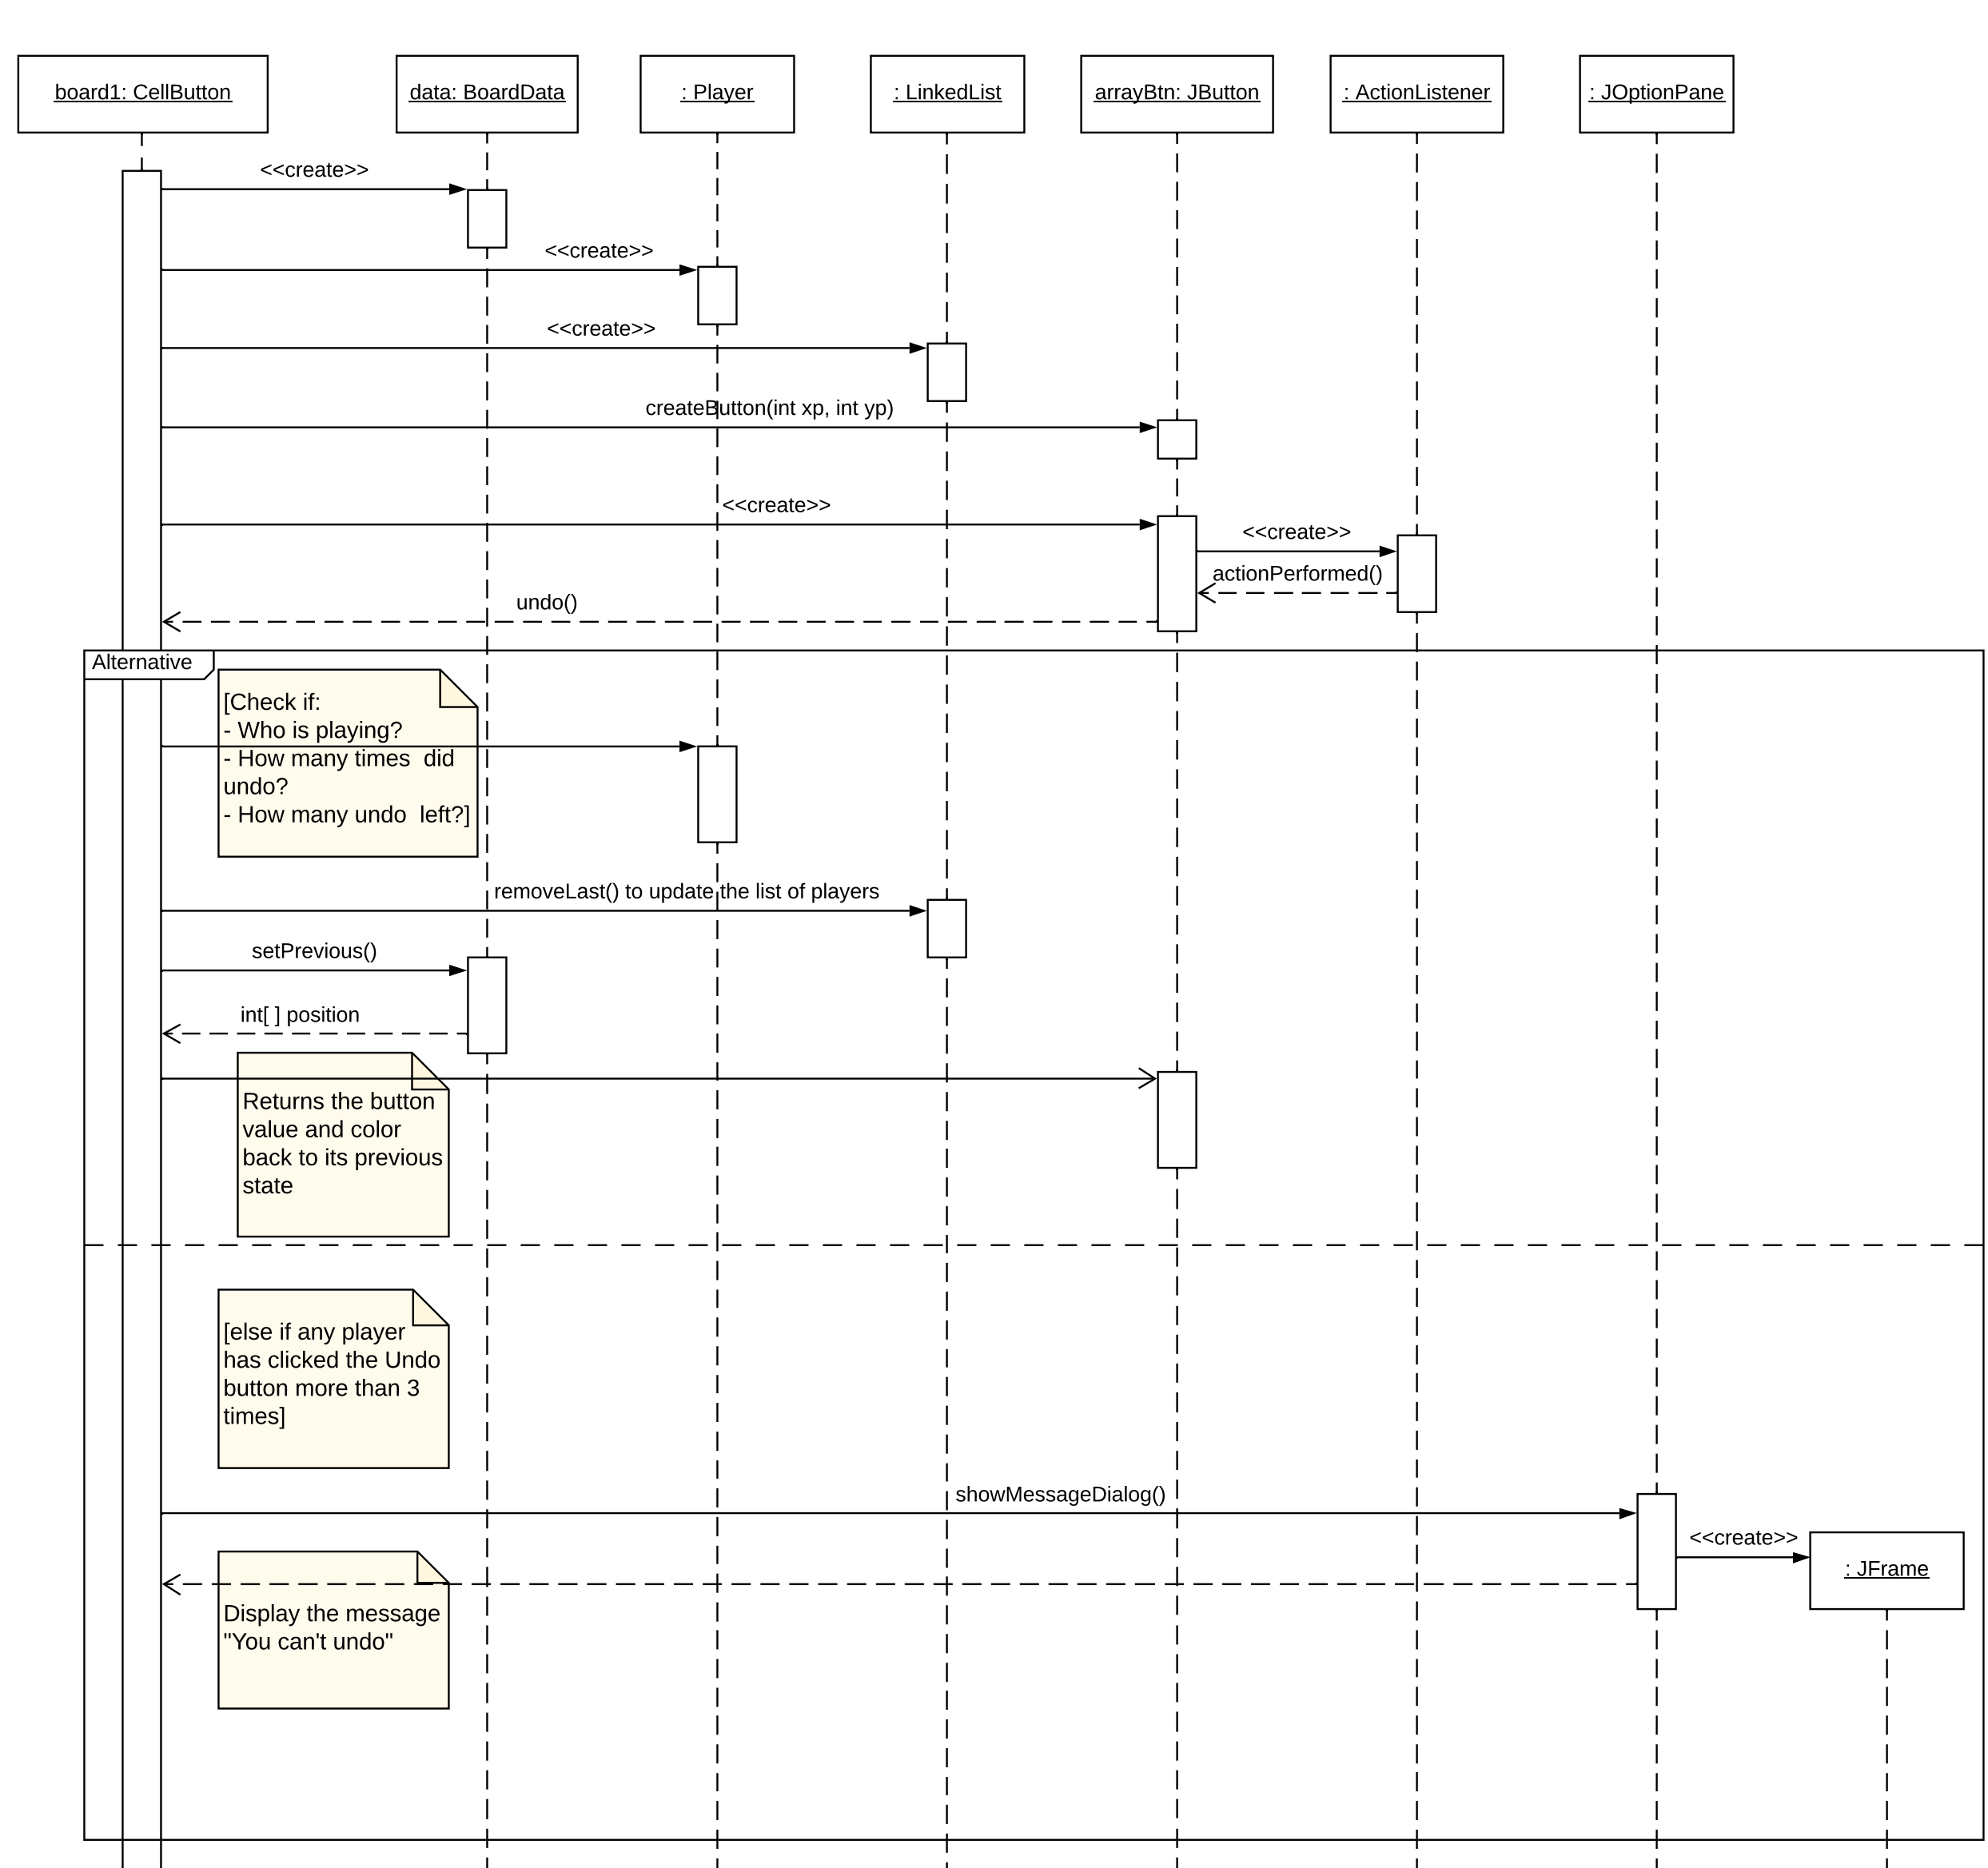 board1: CellButton
data: BoardData
: Player
: LinkedList
arrayBtn: JButton
: ActionListener
: JOptionPane
<<create>>
<<create>>
<<create>>
createButton(int xp, int yp)
<<create>>
<<create>>
actionPerformed()
undo()
Alternative
[Check if:
- Who is playing?
- How many times  did
undo?
- How many undo  left?]
removeLast() to update the list of players
setPrevious()
int[ ] position
Returns the button
value and color
back to its previous
state
[else if any player
has clicked the Undo
button more than 3
times]
showMessageDialog()
<<create>>
: JFrame
Display the message
"You can't undo"